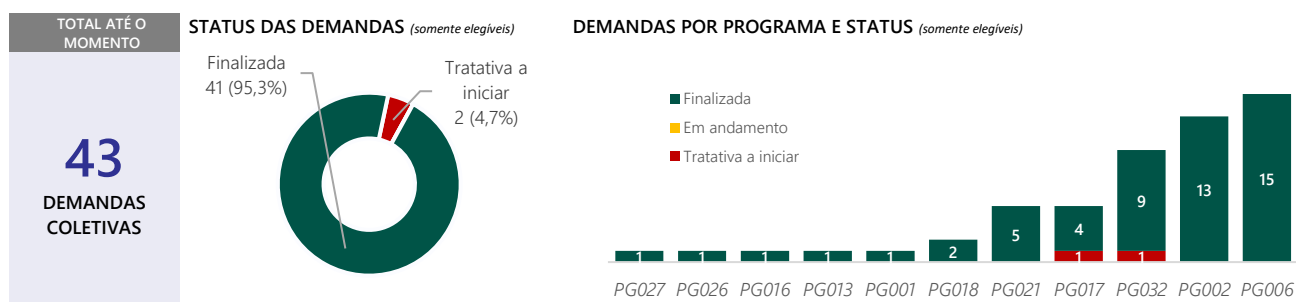 TOTAL ATÉ O
MOMENTO
43
DEMANDAS
COLETIVAS
STATUS DAS DEMANDAS (somente elegíveis)
Finalizada
41 (95,3%)
Tratativa a
iniciar
2 (4,7%)
DEMANDAS POR PROGRAMA E STATUS (somente elegíveis)
Finalizada
Em andamento
Tratativa a iniciar
1 1 1 1 1 2 5 4 1 9 1 13 15
PG027 PG026 PG016 PG013 PG001 PG018 PG021 PG017 PG032 PG002 PG006